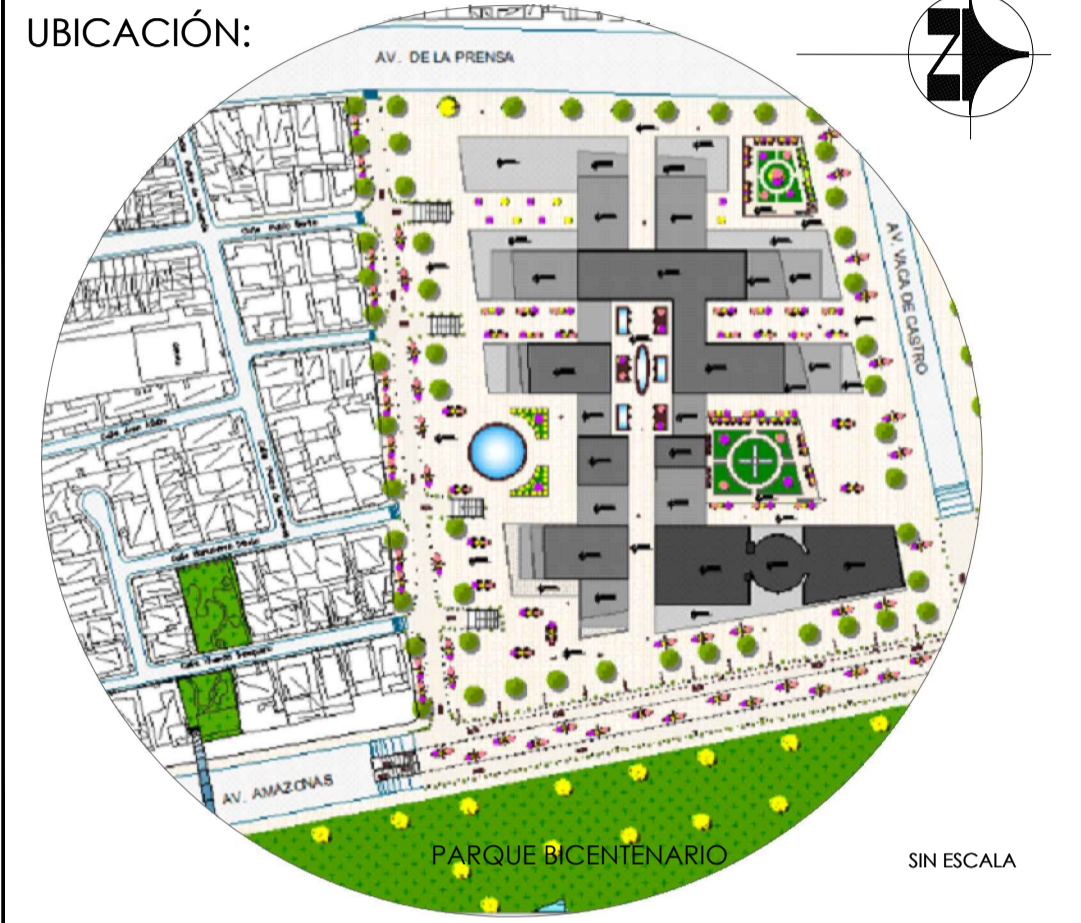 UBICACIÓN:
N
AV. DE LA PRENSA
AV. VACA DE CASTRO
AV. AMAZONAS
PARQUE BICENTENARIO
SIN ESCALA